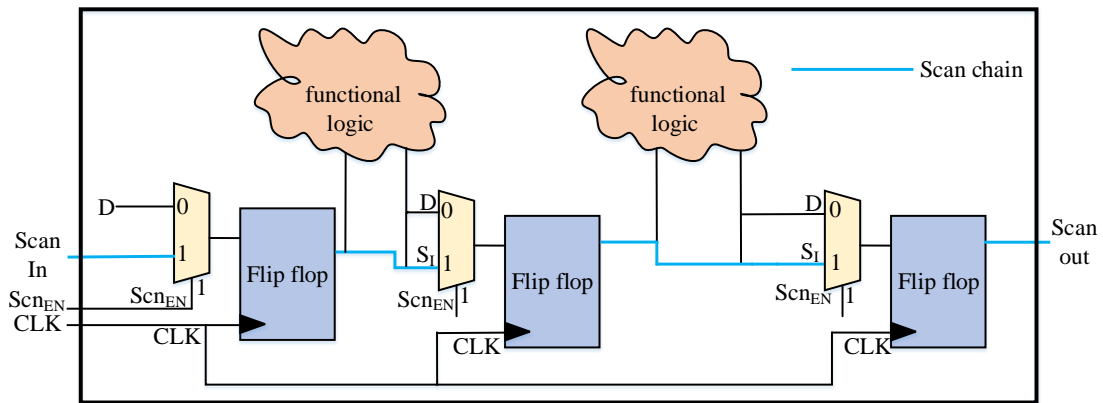 functional
logic
functional
logic
Scan chain
D
0
D
0
D
0
Scan
In
1
S_I
1
S_I
1
Scan
out
Flip flop
Flip flop
Flip flop
Scn_EN
Scn_EN
1
Scn_EN
1
Scn_EN
1
CLK
CLK
CLK
CLK